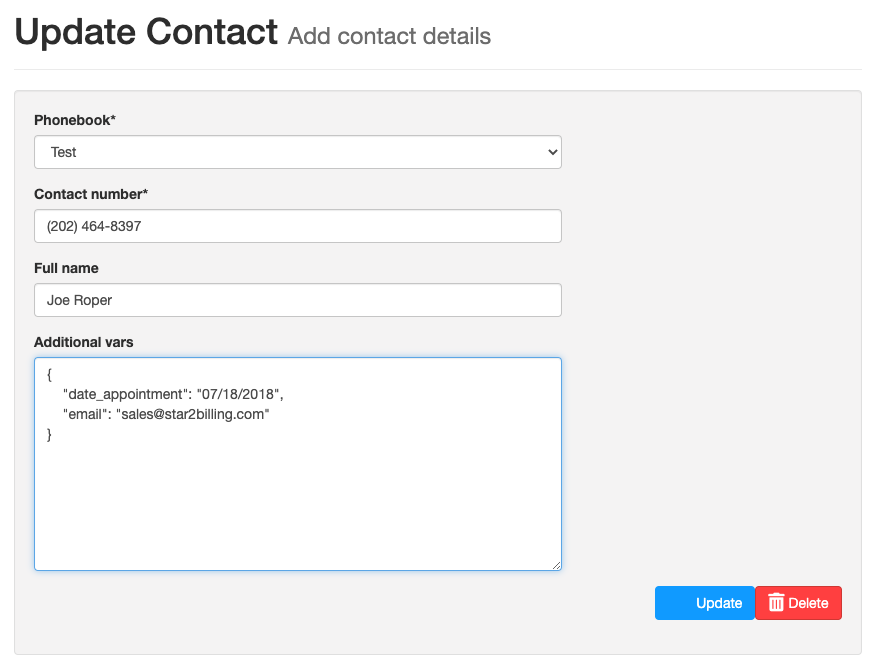 Update Contact Add contact details
Phonebook*
Test
Contact number*
(202) 464-8397
Full name
Joe Roper
Additional vars
{
    "date_appointment": "07/18/2018",
    "email": "sales@star2billing.com"
}
Update Delete